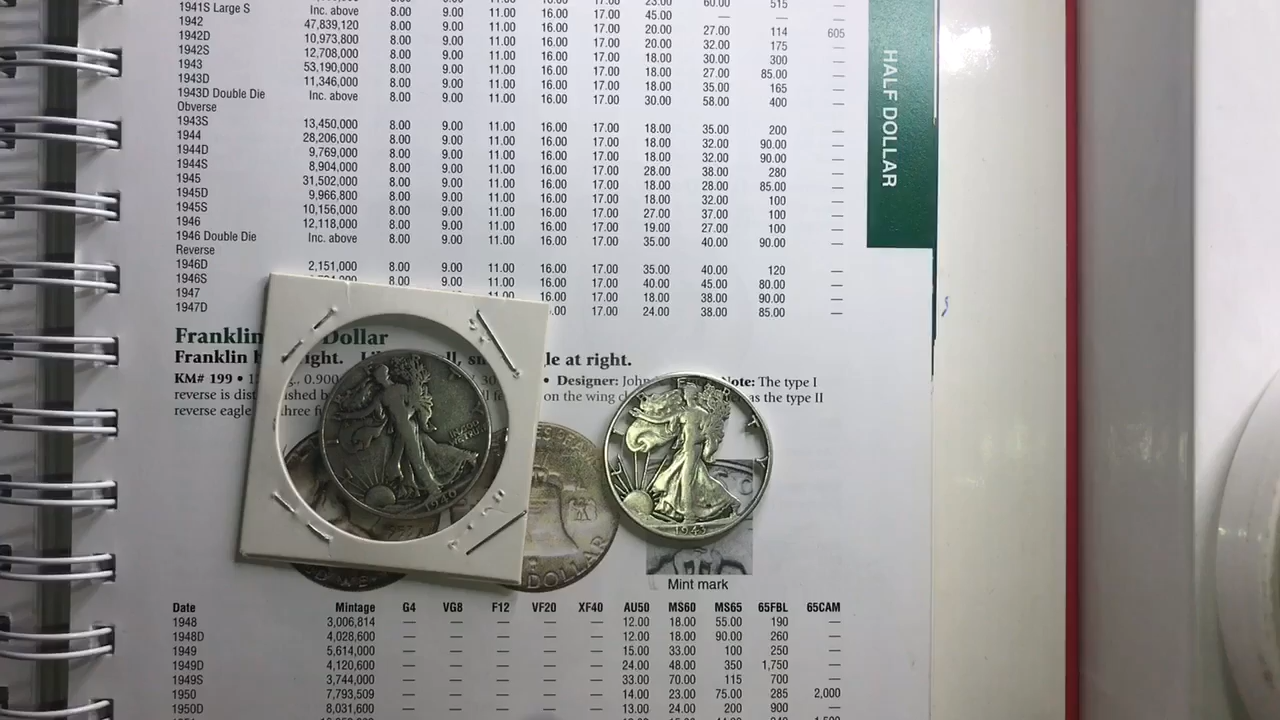 23.00 60.00 515 —
1941S Large S Inc. above 8.00 9.00 11.00 16.00 17.00 45.00 — —
1942 47,839,120 8.00 9.00 11.00 16.00 17.00 20.00 27.00 114 605
1942D 10,973,800 8.00 9.00 11.00 16.00 17.00 20.00 32.00 175 —
1942S 12,708,000 8.00 9.00 11.00 16.00 17.00 18.00 30.00 300 —
1943 53,190,000 8.00 9.00 11.00 16.00 17.00 18.00 27.00 85.00 —
1943D 11,346,000 8.00 9.00 11.00 16.00 17.00 18.00 35.00 165 —
1943D Double Die Inc. above 8.00 9.00 11.00 16.00 17.00 30.00 58.00 400 —
Obverse
1943S 13,450,000 8.00 9.00 11.00 16.00 17.00 18.00 35.00 200 —
1944 28,206,000 8.00 9.00 11.00 16.00 17.00 18.00 32.00 90.00 —
1944D 9,769,000 8.00 9.00 11.00 16.00 17.00 18.00 32.00 90.00 —
1944S 8,904,000 8.00 9.00 11.00 16.00 17.00 28.00 38.00 280 —
1945 31,502,000 8.00 9.00 11.00 16.00 17.00 18.00 28.00 85.00 —
1945D 9,966,800 8.00 9.00 11.00 16.00 17.00 18.00 32.00 100 —
1945S 10,156,000 8.00 9.00 11.00 16.00 17.00 27.00 37.00 100 —
1946 12,118,000 8.00 9.00 11.00 16.00 17.00 19.00 27.00 100 —
1946 Double Die Inc. above 8.00 9.00 11.00 16.00 17.00 35.00 40.00 90.00 —
Reverse
1946D 2,151,000 8.00 9.00 11.00 16.00 17.00 35.00 40.00 120 —
1946S 8.00 9.00 11.00 16.00 17.00 40.00 45.00 80.00 —
1947 11.00 16.00 17.00 18.00 38.00 90.00 —
1947D .00 17.00 24.00 38.00 85.00 —
HALF DOLLAR
Franklin Dollar
Franklin ight. le at right.
KM# 199 • 0.900 • Designer: John Note: The type I
reverse is on the wing as the type II
reverse eagle three
IN GOD
1940
1943
DOLLAR
Mint mark
Date Mintage G4 VG8 F12 VF20 XF40 AU50 MS60 MS65 65FBL 65CAM
1948 3,006,814 — — — — — 12.00 18.00 55.00 190 —
1948D 4,028,600 — — — — — 12.00 18.00 90.00 260 —
1949 5,614,000 — — — — — 15.00 33.00 100 250 —
1949D 4,120,600 — — — — — 24.00 48.00 350 1,750 —
1949S 3,744,000 — — — — — 33.00 70.00 115 700 —
1950 7,793,509 — — — — — 14.00 23.00 75.00 285 2,000
1950D 8,031,600 — — — — — 13.00 24.00 200 900 —